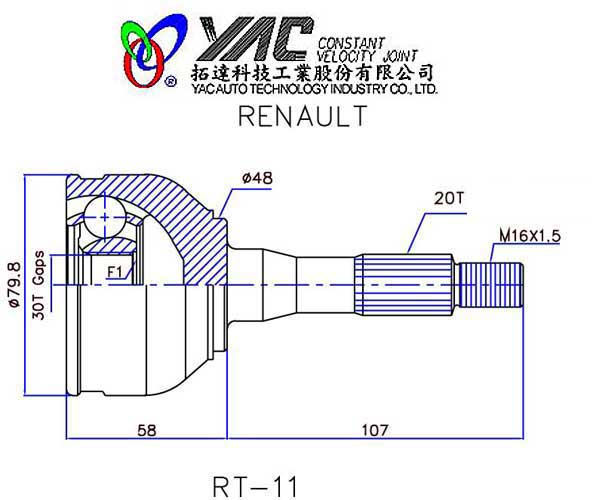 YAC CONSTANT
VELOCITY JOINT
®
拓達科技工業股份有限公司
YAC AUTO TECHNOLOGY INDUSTRY CO., LTD.
RENAULT
ø48
20T
M16X1.5
ø79.8
30T Gaps
F1
58
107
RT-11